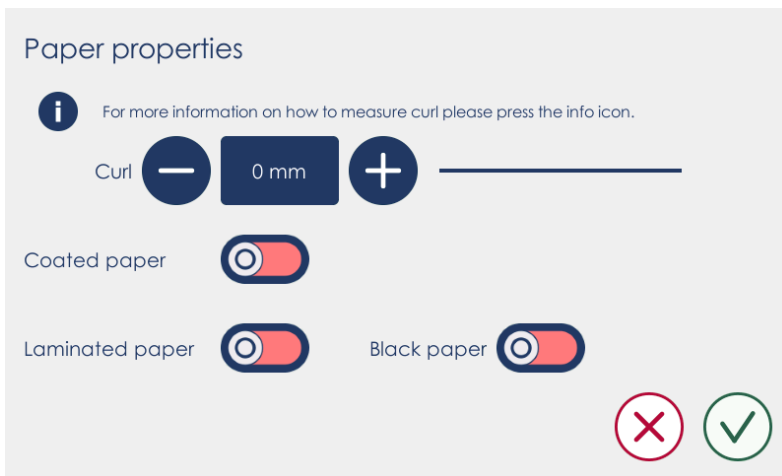 Paper properties
For more information on how to measure curl please press the info icon.
Curl 0 mm
Coated paper
Laminated paper Black paper